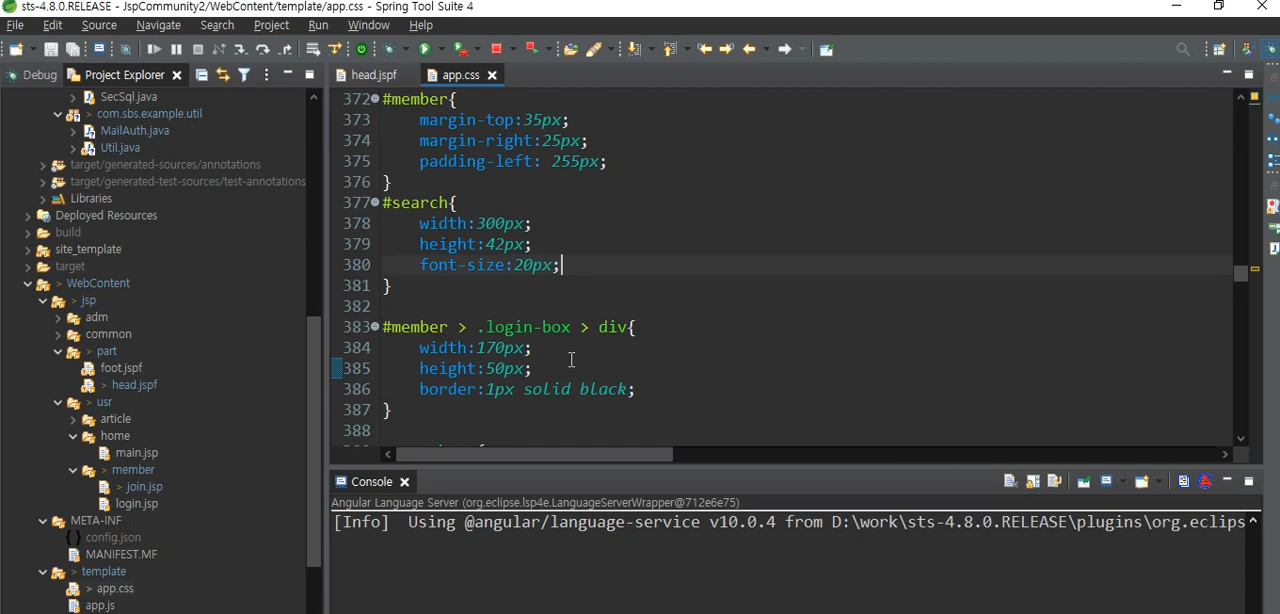 sts-4.8.0.RELEASE - JspCommunity2/WebContent/template/app.css - Spring Tool Suite 4
File Edit Source Navigate Search Project Run Window Help
Debug Project Explorer
SecSql.java
> com.sbs.example.util
MailAuth.java
Util.java
target/generated-sources/annotations
target/generated-test-sources/test-annotations
Libraries
Deployed Resources
build
site_template
target
> WebContent
> jsp
adm
common
> part
foot.jspf
> head.jspf
> usr
article
home
main.jsp
> member
> join.jsp
login.jsp
META-INF
config.json
MANIFEST.MF
> template
> app.css
app.js
head.jspf app.css
372 #member{
373 margin-top:35px;
374 margin-right:25px;
375 padding-left: 255px;
376 }
377 #search{
378 width:300px;
379 height:42px;
380 font-size:20px;
381 }
382
383 #member > .login-box > div{
384 width:170px;
385 height:50px;
386 border:1px solid black;
387 }
388
Console
Angular Language Server (org.eclipse.lsp4e.LanguageServerWrapper@712e6e75)
[Info] Using @angular/language-service v10.0.4 from D:\work\sts-4.8.0.RELEASE\plugins\org.eclips